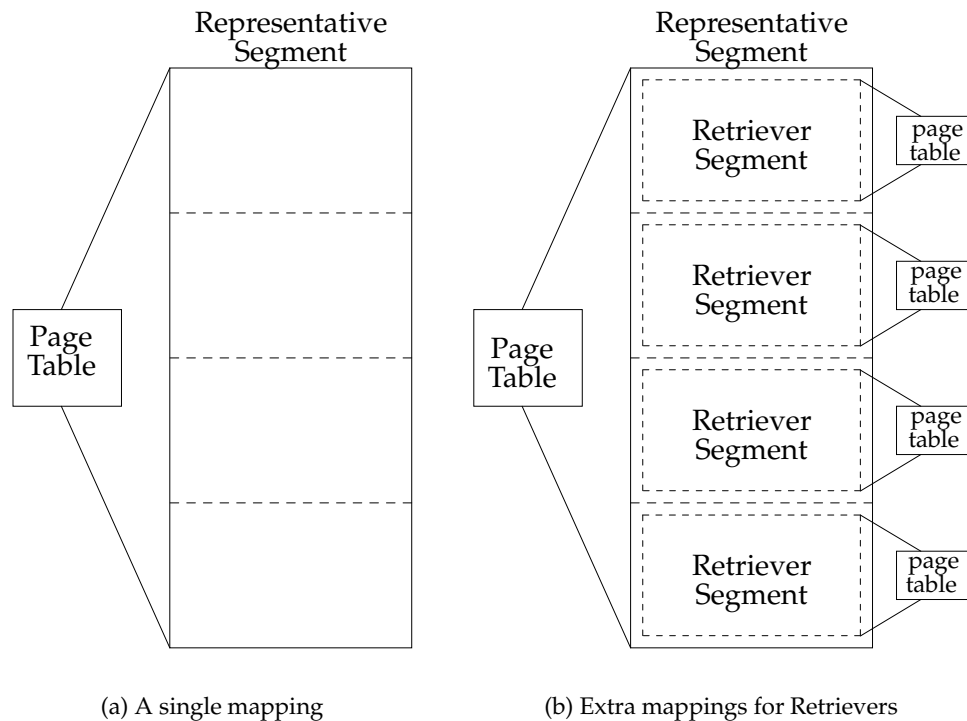 Representative
Segment
Page
Table
(a) A single mapping
Representative
Segment
Page
Table
Retriever
Segment
page
table
Retriever
Segment
page
table
Retriever
Segment
page
table
Retriever
Segment
page
table
(b) Extra mappings for Retrievers